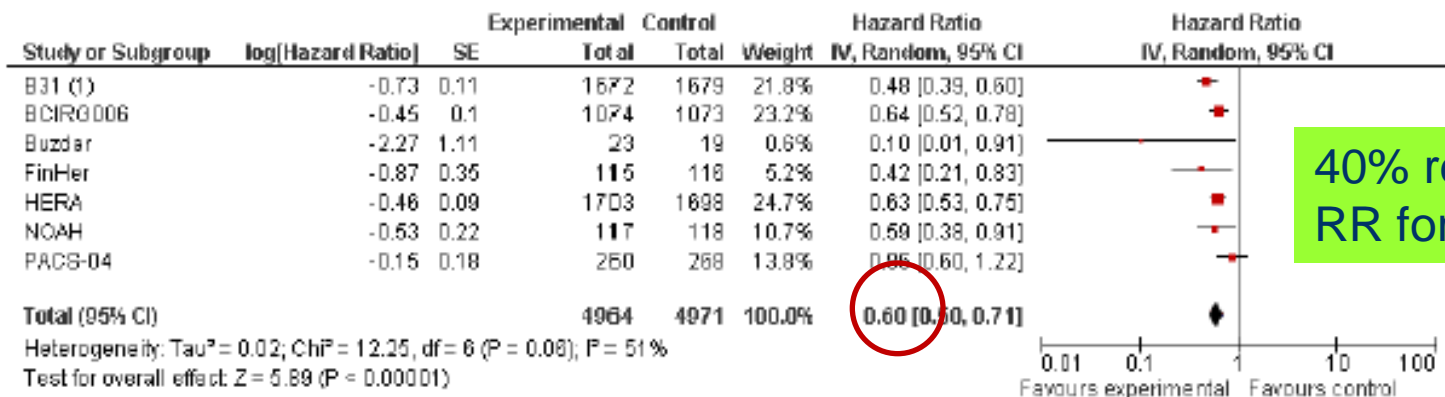 Experimental Control Hazard Ratio Hazard Ratio
Study or Subgroup log[Hazard Ratio] SE Total Total Weight IV, Random, 95% CI IV, Random, 95% CI
B31 (1) -0.73 0.11 1672 1679 21.8% 0.48 [0.39, 0.60]
BCIRG006 -0.45 0.1 1074 1073 23.2% 0.64 [0.52, 0.78]
Buzdar -2.27 1.11 23 19 0.6% 0.10 [0.01, 0.91]
FinHer -0.87 0.35 115 116 5.2% 0.42 [0.21, 0.83]
HERA -0.46 0.09 1703 1698 24.7% 0.63 [0.53, 0.75]
NOAH -0.53 0.22 117 118 10.7% 0.59 [0.38, 0.91]
PACS-04 -0.15 0.18 260 268 13.8% [0.60, 1.22]
40%
RR
Total (95% CI) 4964 4971 100.0% 0.60 [0.50, 0.71]
Heterogeneity: Tau² = 0.02; Chi² = 12.25, df = 6 (P = 0.06); I² = 51%
Test for overall effect: Z = 5.89 (P < 0.00001)
0.01 0.1 1 10 100
Favours experimental Favours control